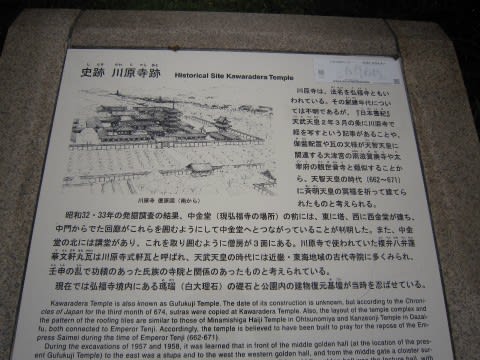 史跡 川原寺跡
Historical Site Kawaradera Temple
川原寺は、法名を弘福寺ともい
われている。その創建年代につい
ては不明であるが、『日本書紀』
天武天皇2年3月の条に川原寺で
経を写すという記事があることや、
伽藍配置や瓦の文様が天智天皇に
関連する大津宮の南滋賀廃寺や太
宰府の観世音寺と類似することか
ら、天智天皇の時代(662〜671)
に斉明天皇の冥福を祈って建てら
れたものと考えられる。
川原寺 復原図(南から)
昭和32・33年の発掘調査の結果、中金堂(現弘福寺の場所)の前には、東に塔、西に西金堂が建ち、
中門からでた回廊がこれらを囲むようにして中金堂へとつながっていることが判明した。また、中金
堂の北には講堂があり、これを取り囲むように僧房が3面にある。川原寺で使われていた複弁八弁蓮
華文軒丸瓦は川原寺式軒瓦と呼ばれ、天武天皇の時代には近畿・東海地域の古代寺院に多くみられ、
壬申の乱で功績のあった氏族の寺院と関係のあったものと考えられている。
現在では弘福寺境内にある瑪瑙(白大理石)の礎石と公園内の建物復元基壇が当時を忍ばせている。
Kawaradera Temple is also known as Gufukuji Temple. The date of its construction is unknown, but according to the Chroni-
cles of Japan for the third month of 674, sutras were copied at Kawaradera Temple. Also, the layout of the temple complex and
the pattern of the roofing tiles are similar to those of Minamishiga Haiji Temple in Ohtsunomiya and Kanzeonji Temple in Dazai-
fu, both connected to Emperor Tenji. Accordingly, the temple is believed to have been built to pray for the repose of the Em-
press Saimei during the time of Emperor Tenji (662-671).
During the excavations of 1957 and 1958, it was learned that in front of the middle golden hall (at the location of the pres-
ent Gufukuji Temple) to the east was a stupa and to the west the western golden hall, and from the middle gate a cloister sur-